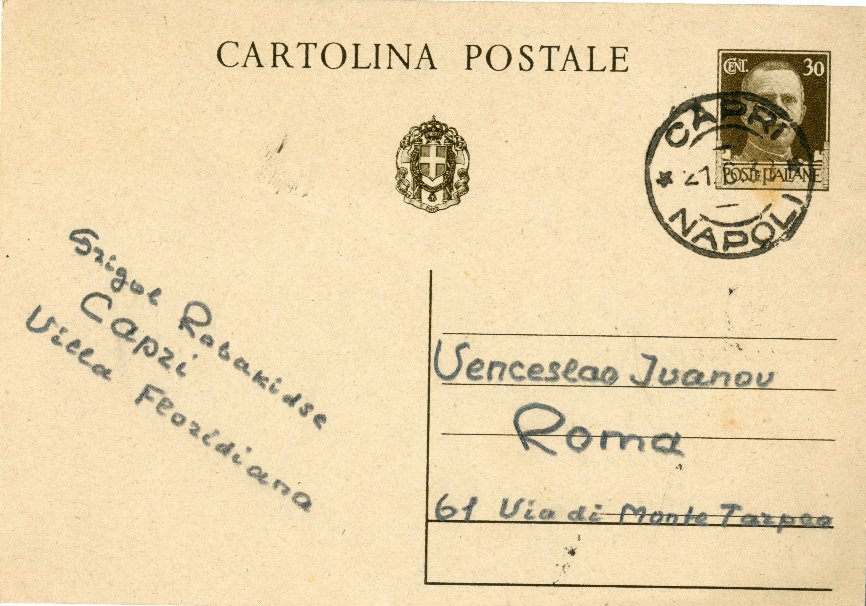 CARTOLINA POSTALE
CENT. 30
POSTE ITALIANE
CAPRI
NAPOLI
Grigol Robakidse
Capri
Villa Floridiana
Venceslao Ivanov
Roma
61 Via di Monte Tarpeo